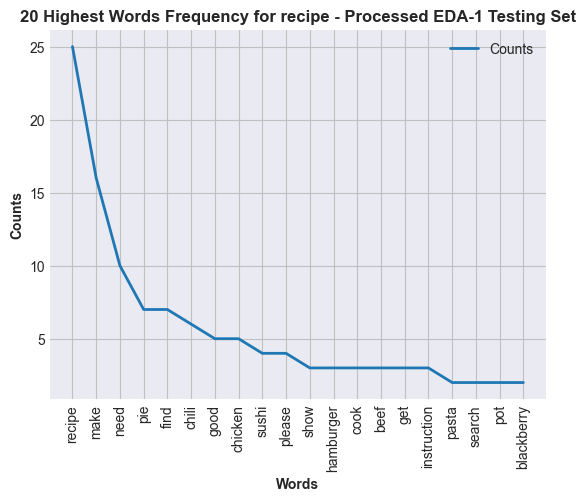 20 Highest Words Frequency for recipe - Processed EDA-1 Testing Set
Counts
25
20
15
10
5
Counts
recipe
make
need
pie
find
chili
good
chicken
sushi
please
show
hamburger
cook
beef
get
instruction
pasta
search
pot
blackberry
Words